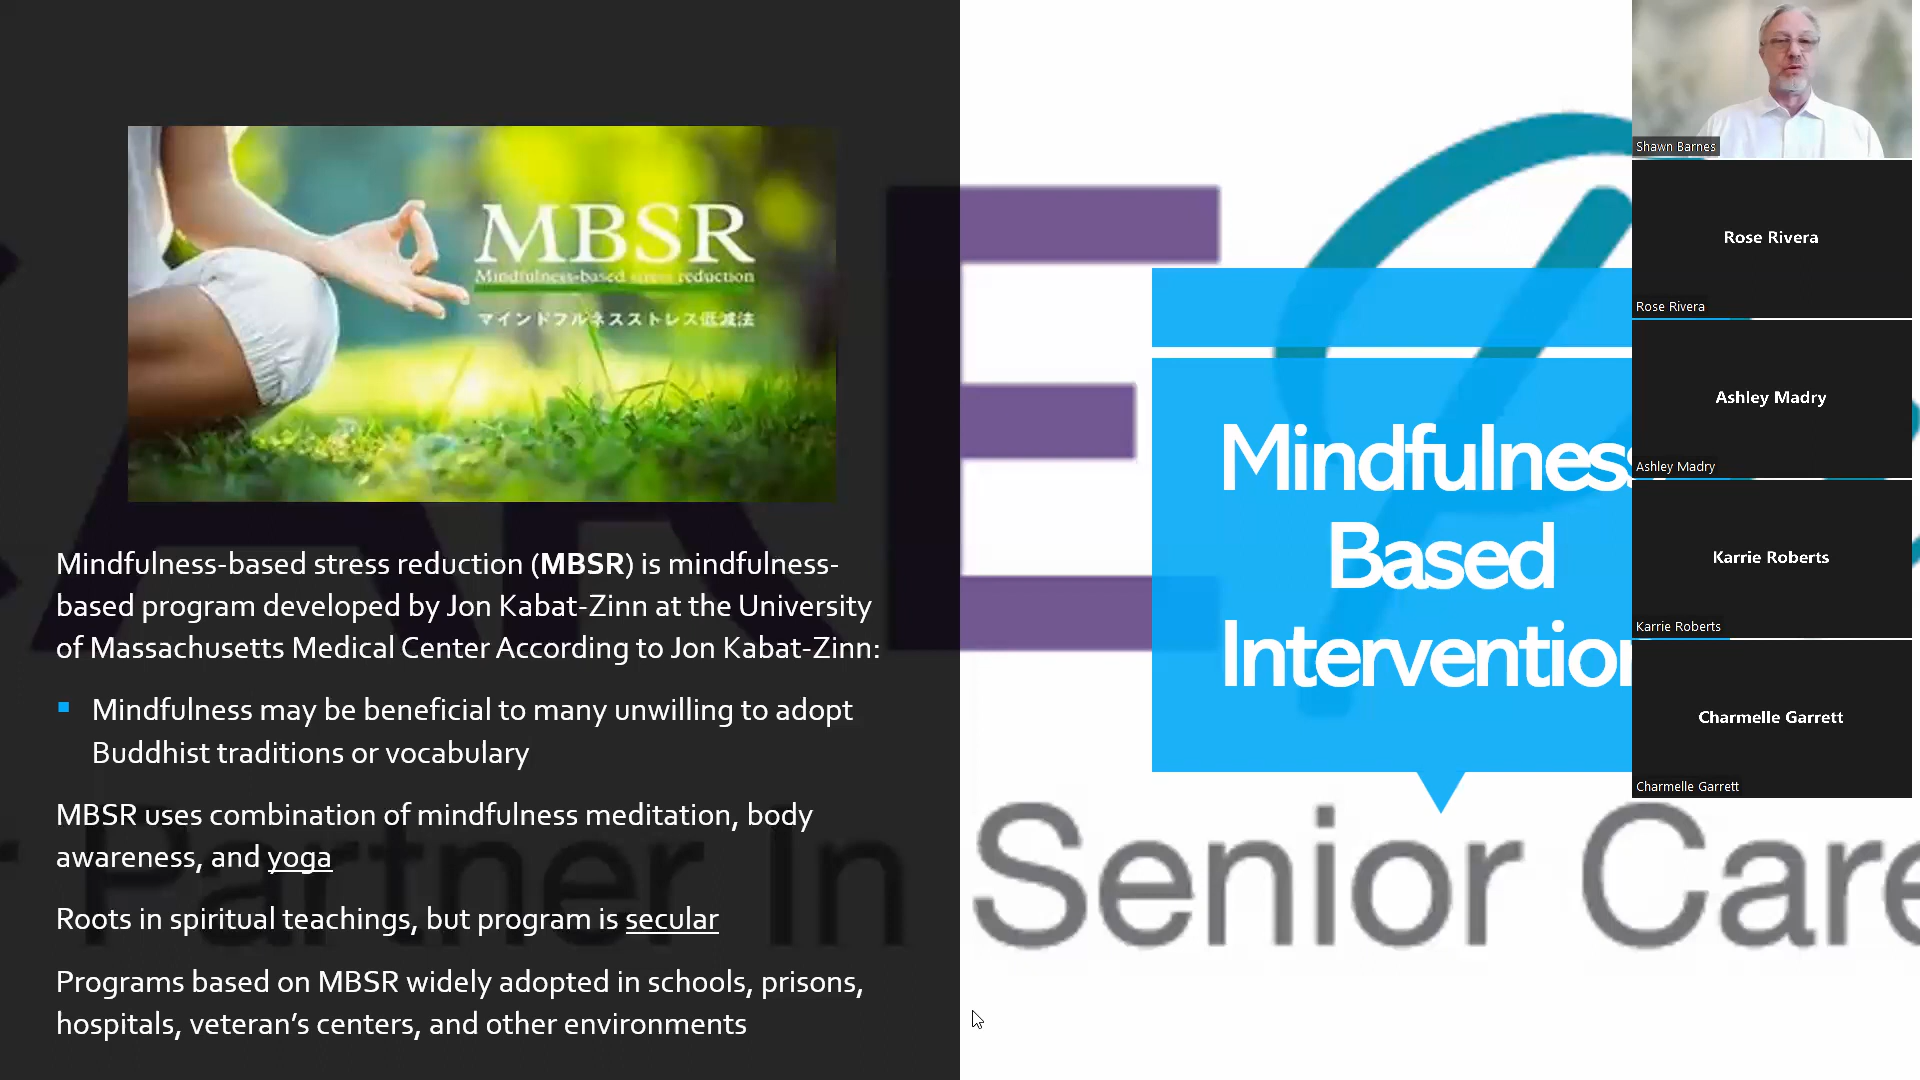 MBSR
Mindfulness-based stress reduction
マインドフルネスストレス低減法
Mindfulness-based stress reduction (MBSR) is mindfulness-
based program developed by Jon Kabat-Zinn at the University
of Massachusetts Medical Center According to Jon Kabat-Zinn:
Mindfulness may be beneficial to many unwilling to adopt
Buddhist traditions or vocabulary
MBSR uses combination of mindfulness meditation, body
awareness, and yoga
Roots in spiritual teachings, but program is secular
Programs based on MBSR widely adopted in schools, prisons,
hospitals, veteran’s centers, and other environments
Mindfulness
Based
Intervention
Partner In Senior Care
Shawn Barnes
Rose Rivera
Rose Rivera
Ashley Madry
Ashley Madry
Karrie Roberts
Karrie Roberts
Charmelle Garrett
Charmelle Garrett